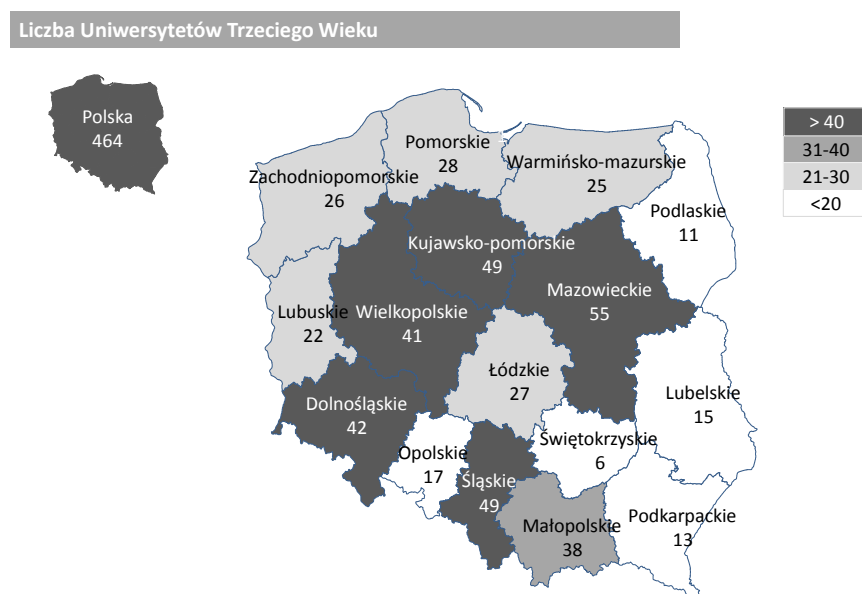 Liczba Uniwersytetów Trzeciego Wieku
Polska
464
> 40
31-40
21-30
<20
Pomorskie
28
Warmińsko-mazurskie
25
Zachodniopomorskie
26
Podlaskie
11
Kujawsko-pomorskie
49
Mazowieckie
55
Lubuskie
22
Wielkopolskie
41
Łódzkie
27
Lubelskie
15
Dolnośląskie
42
Świętokrzyskie
6
Opolskie
17
Śląskie
49
Podkarpackie
13
Małopolskie
38